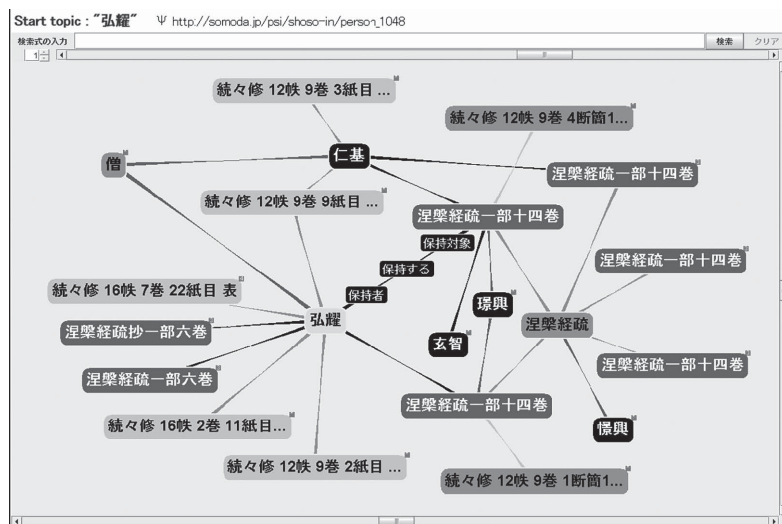 Start topic : "弘耀" Ψ http://somoda.jp/psi/shoso-in/person_1048
検索式の入力 検索 クリア
1
続々修 12帙 9巻 3紙目 ...
続々修 12帙 9巻 4断簡1...
僧
仁基
涅槃経疏一部十四巻
続々修 12帙 9巻 9紙目 ...
涅槃経疏一部十四巻
保持対象
涅槃経疏一部十四巻
保持する
続々修 16帙 7巻 22紙目 表
保持者
璟興
弘耀
涅槃経疏
涅槃経疏抄一部六巻
玄智
涅槃経疏一部十四巻
涅槃経疏一部六巻
涅槃経疏一部十四巻
続々修 16帙 2巻 11紙目...
憬興
続々修 12帙 9巻 2紙目 ...
続々修 12帙 9巻 1断簡1...